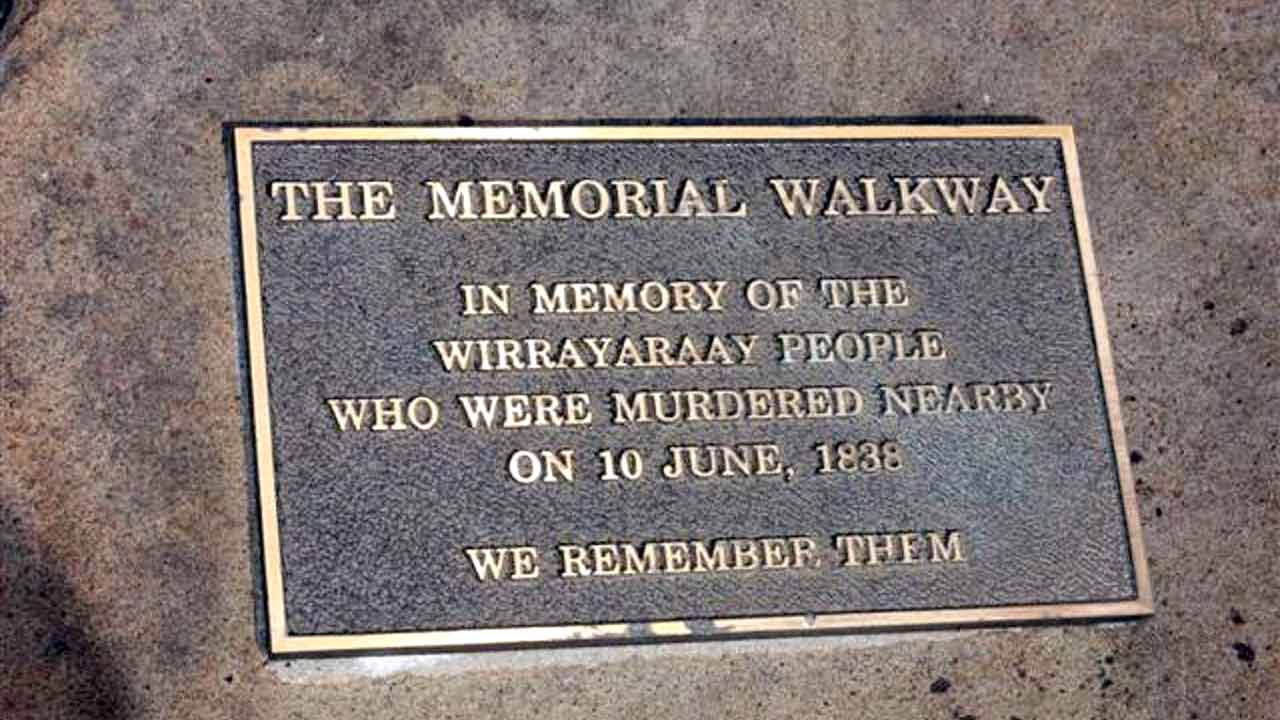 THE MEMORIAL WALKWAY
IN MEMORY OF THE
WIRRAYARAAY PEOPLE
WHO WERE MURDERED NEARBY
ON 10 JUNE, 1838
WE REMEMBER THEM